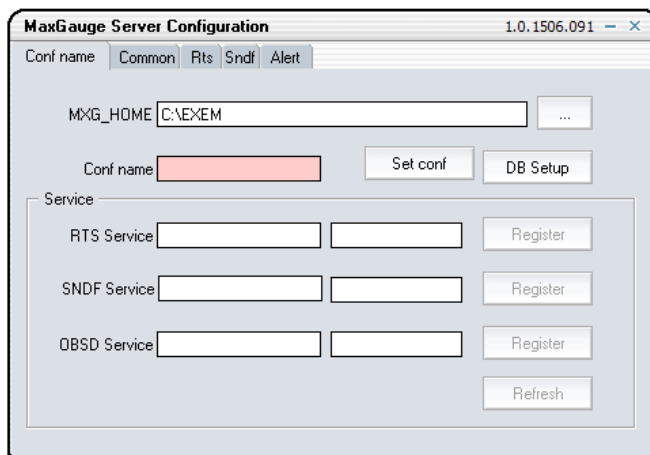 MaxGauge Server Configuration 1.0.1506.091
Conf name Common Rts Sndf Alert
MXG_HOME C:\EXEM ...
Conf name Set conf DB Setup
Service
RTS Service Register
SNDF Service Register
OBSD Service Register
Refresh